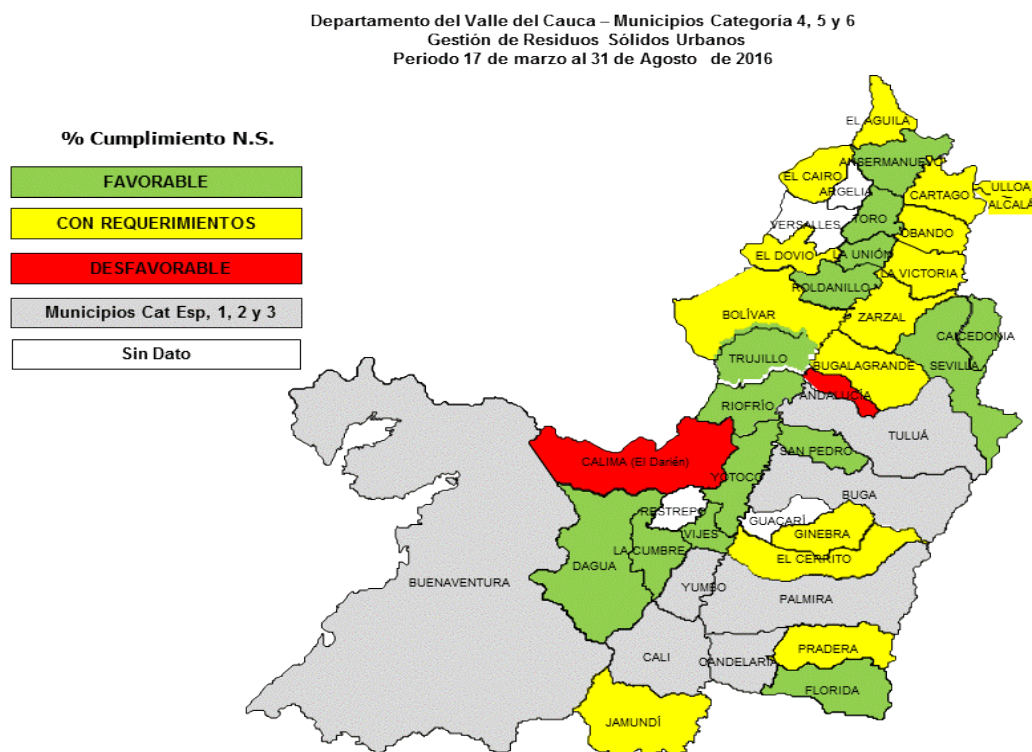 Departamento del Valle del Cauca – Municipios Categoría 4, 5 y 6
Gestión de Residuos Sólidos Urbanos
Periodo 17 de marzo al 31 de Agosto de 2016
% Cumplimiento N.S.
FAVORABLE
CON REQUERIMIENTOS
DESFAVORABLE
Municipios Cat Esp, 1, 2 y 3
Sin Dato
EL AGUILA
ANSERMANUEVO
EL CAIRO
ARGELIA
CARTAGO
ULLOA
ALCALÁ
VERSALLES
TORO
OBANDO
EL DOVIO
LA UNIÓN
LA VICTORIA
ROLDANILLO
BOLÍVAR
ZARZAL
CAICEDONIA
TRUJILLO
BUGALAGRANDE
SEVILLA
ANDALUCÍA
RIOFRÍO
TULUÁ
SAN PEDRO
CALIMA (El Darién)
YOTOCO
BUGA
RESTREPO
GUACARÍ
VIJES
GINEBRA
LA CUMBRE
EL CERRITO
DAGUA
BUENAVENTURA
YUMBO
PALMIRA
PRADERA
CALI
CANDELARIA
FLORIDA
JAMUNDÍ